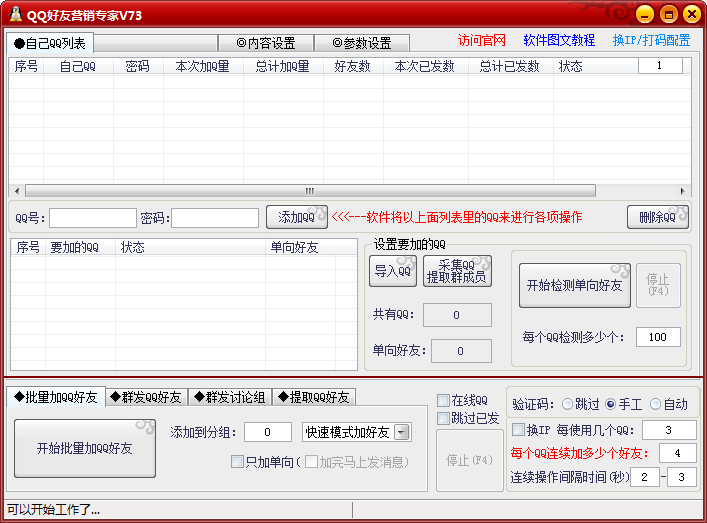 QQ好友营销专家V73
●自己QQ列表 ◎内容设置 ◎参数设置 访问官网 软件图文教程 换IP/打码配置
序号 自己QQ 密码 本次加Q量 总计加Q量 好友数 本次已发数 总计已发数 状态 1
QQ号: 密码: 添加QQ <<<---软件将以上面列表里的QQ来进行各项操作 删除QQ
序号 要加的QQ 状态 单向好友
设置要加的QQ
导入QQ 采集QQ
提取群成员
开始检测单向好友 停止
(F4)
共有QQ: 0
每个QQ检测多少个: 100
单向好友: 0
◆批量加QQ好友 ◆群发QQ好友 ◆群发讨论组 ◆提取QQ好友
开始批量加QQ好友
添加到分组: 0 快速模式加好友
只加单向( 加完马上发消息)
在线QQ
跳过已发
停止(F4)
验证码: 跳过 手工 自动
换IP 每使用几个QQ: 3
每个QQ连续加多少个好友: 4
连续操作间隔时间(秒) 2 - 3
可以开始工作了...